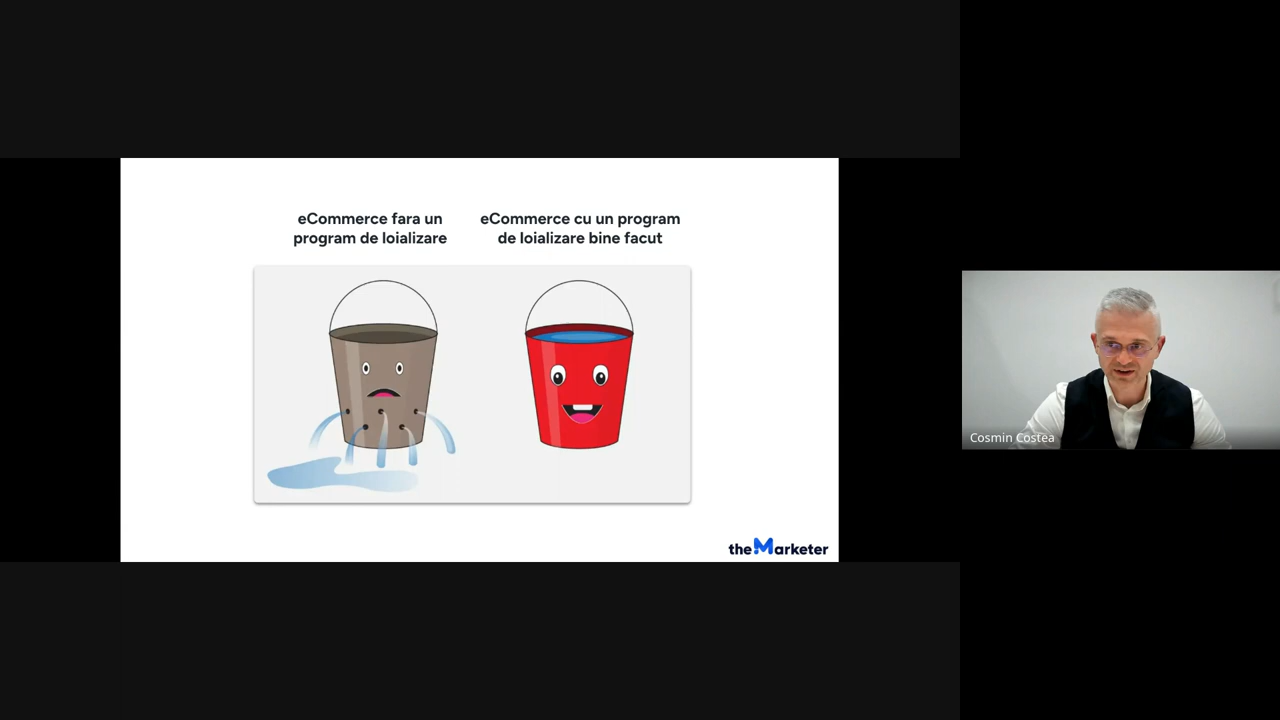 eCommerce fara un
program de loializare
eCommerce cu un program
de loializare bine facut
theMarketer
Cosmin Costea